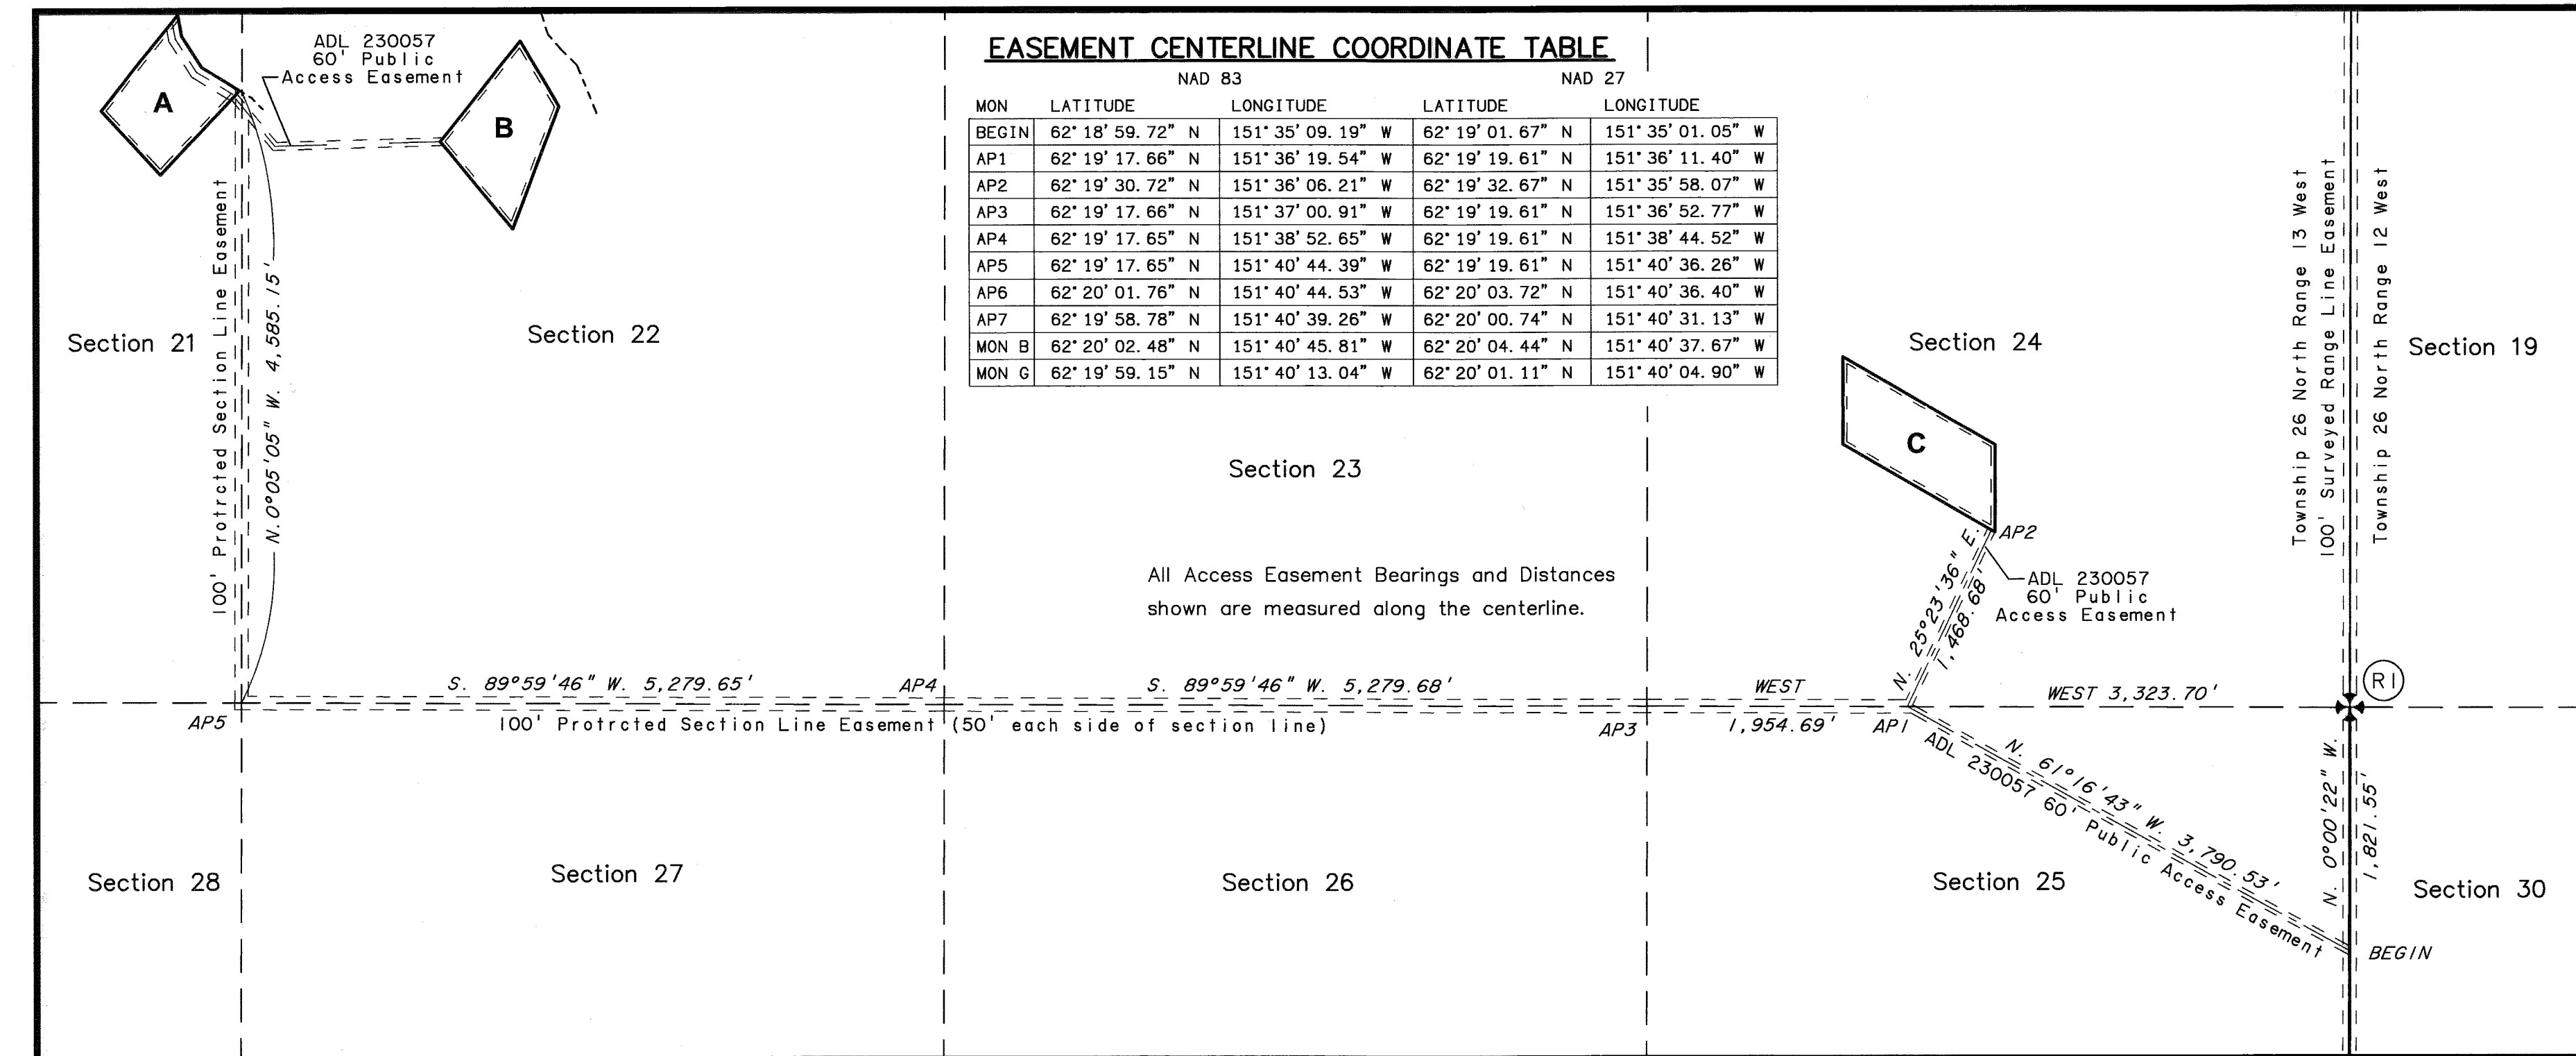 ADL 230057
60' Public
Access Easement
A
B
EASEMENT CENTERLINE COORDINATE TABLE
NAD 83 NAD 27
MON LATITUDE LONGITUDE LATITUDE LONGITUDE
BEGIN 62° 18' 59.72" N 151° 35' 09.19" W 62° 19' 01.67" N 151° 35' 01.05" W
AP1 62° 19' 17.66" N 151° 36' 19.54" W 62° 19' 19.61" N 151° 36' 11.40" W
AP2 62° 19' 30.72" N 151° 36' 06.21" W 62° 19' 32.67" N 151° 35' 58.07" W
AP3 62° 19' 17.66" N 151° 37' 00.91" W 62° 19' 19.61" N 151° 36' 52.77" W
AP4 62° 19' 17.65" N 151° 38' 52.65" W 62° 19' 19.61" N 151° 38' 44.52" W
AP5 62° 19' 17.65" N 151° 40' 44.39" W 62° 19' 19.61" N 151° 40' 36.26" W
AP6 62° 20' 01.76" N 151° 40' 44.53" W 62° 20' 03.72" N 151° 40' 36.40" W
AP7 62° 19' 58.78" N 151° 40' 39.26" W 62° 20' 00.74" N 151° 40' 31.13" W
MON B 62° 20' 02.48" N 151° 40' 45.81" W 62° 20' 04.44" N 151° 40' 37.67" W
MON G 62° 19' 59.15" N 151° 40' 13.04" W 62° 20' 01.11" N 151° 40' 04.90" W
100' Protrcted Section Line Easement
N. 0°05'05" W. 4,585.15'
Section 21
Section 22
Section 23
Section 24
Section 19
C
Township 26 North Range 13 West
100' Surveyed Range Line Easement
Township 26 North Range 12 West
All Access Easement Bearings and Distances
shown are measured along the centerline.
AP2
N. 25°23'36" E.
1,468.68'
ADL 230057
60' Public
Access Easement
R1
S. 89°59'46" W. 5,279.65'
AP4
S. 89°59'46" W. 5,279.68'
WEST
WEST 3,323.70'
AP5
100' Protrcted Section Line Easement (50' each side of section line)
AP3
1,954.69'
AP1
N. 61°16'43" W. 3,790.53'
ADL 230057 60' Public Access Easement
N. 0°00'22" W.
1,821.55'
BEGIN
Section 28
Section 27
Section 26
Section 25
Section 30